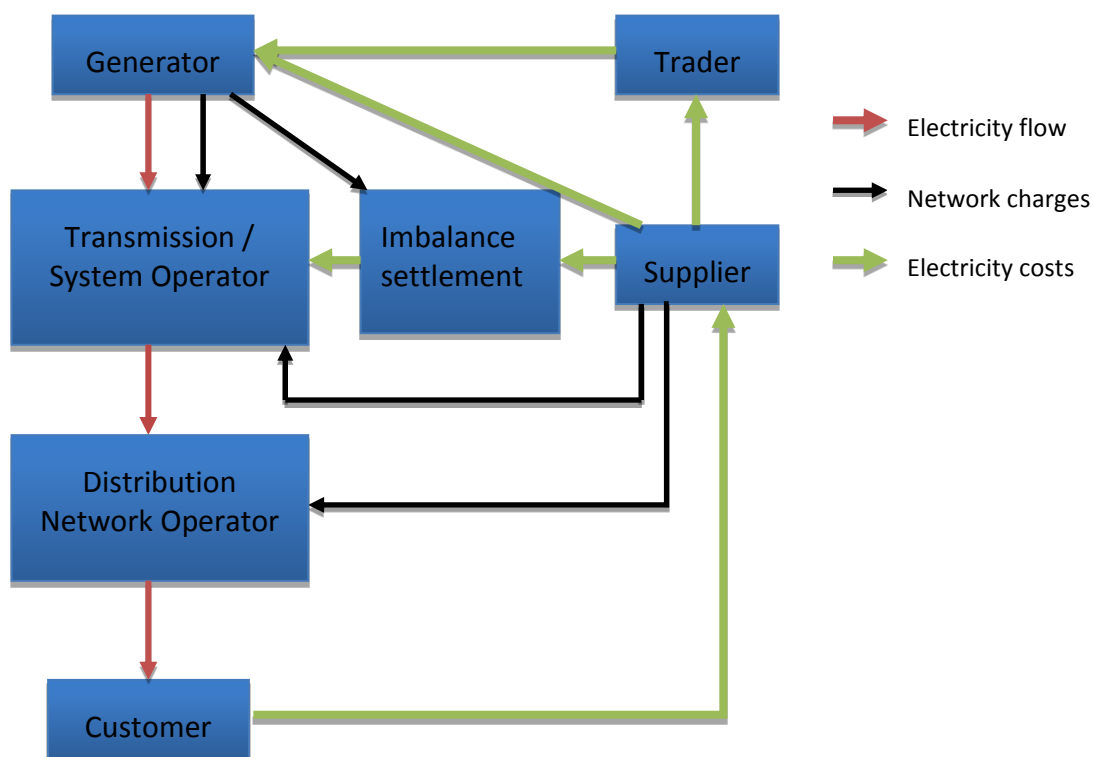 Generator
Trader
Electricity flow
Network charges
Electricity costs
Transmission /
System Operator
Imbalance
settlement
Supplier
Distribution
Network Operator
Customer